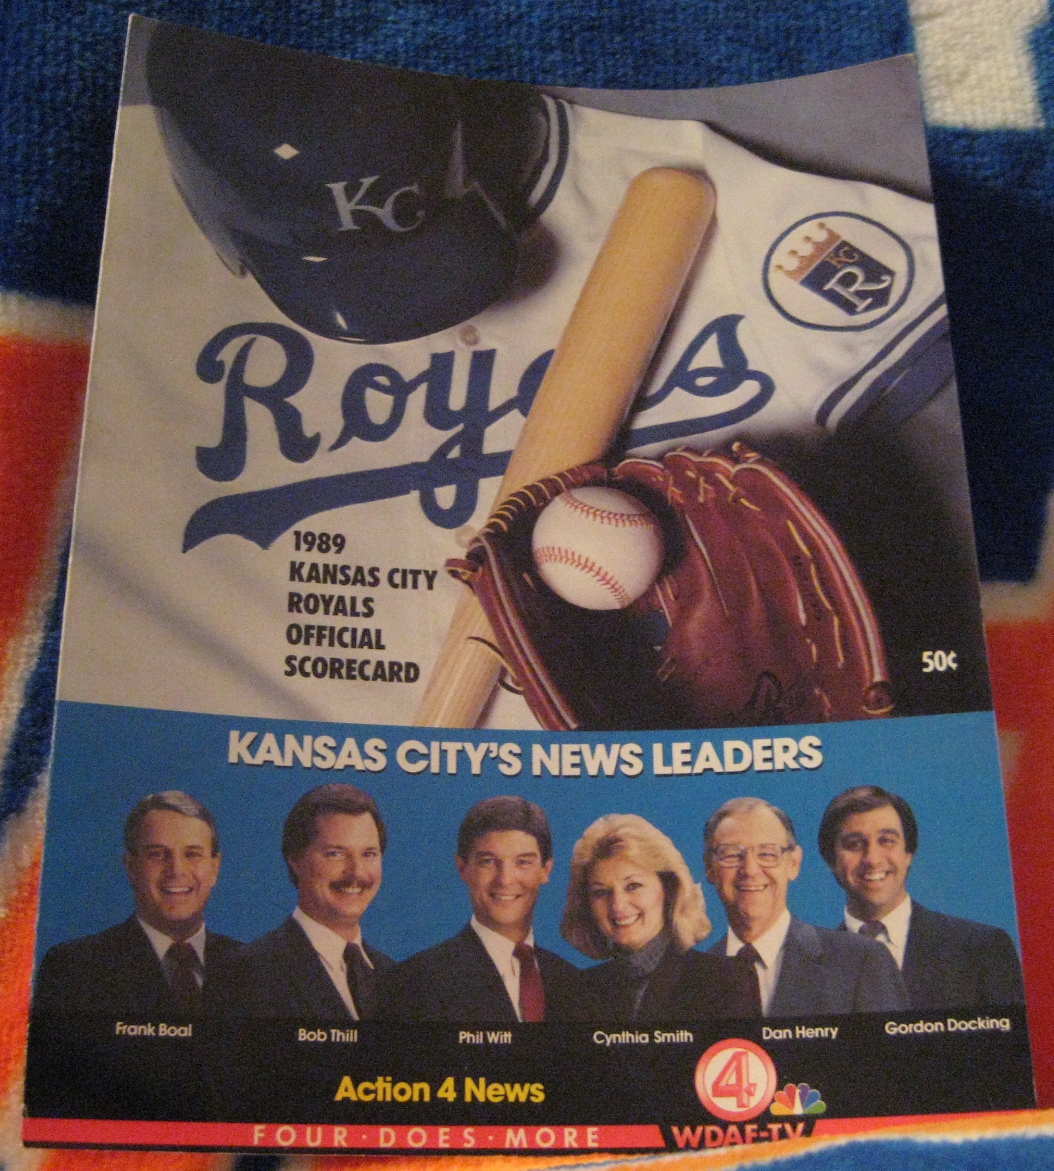 KC
KC
R
Royals
1989
KANSAS CITY
ROYALS
OFFICIAL
SCORECARD
50¢
KANSAS CITY'S NEWS LEADERS
Frank Boal
Bob Thill
Phil Witt
Cynthia Smith
Dan Henry
Gordon Docking
Action 4 News
4
FOUR·DOES·MORE
WDAF-TV